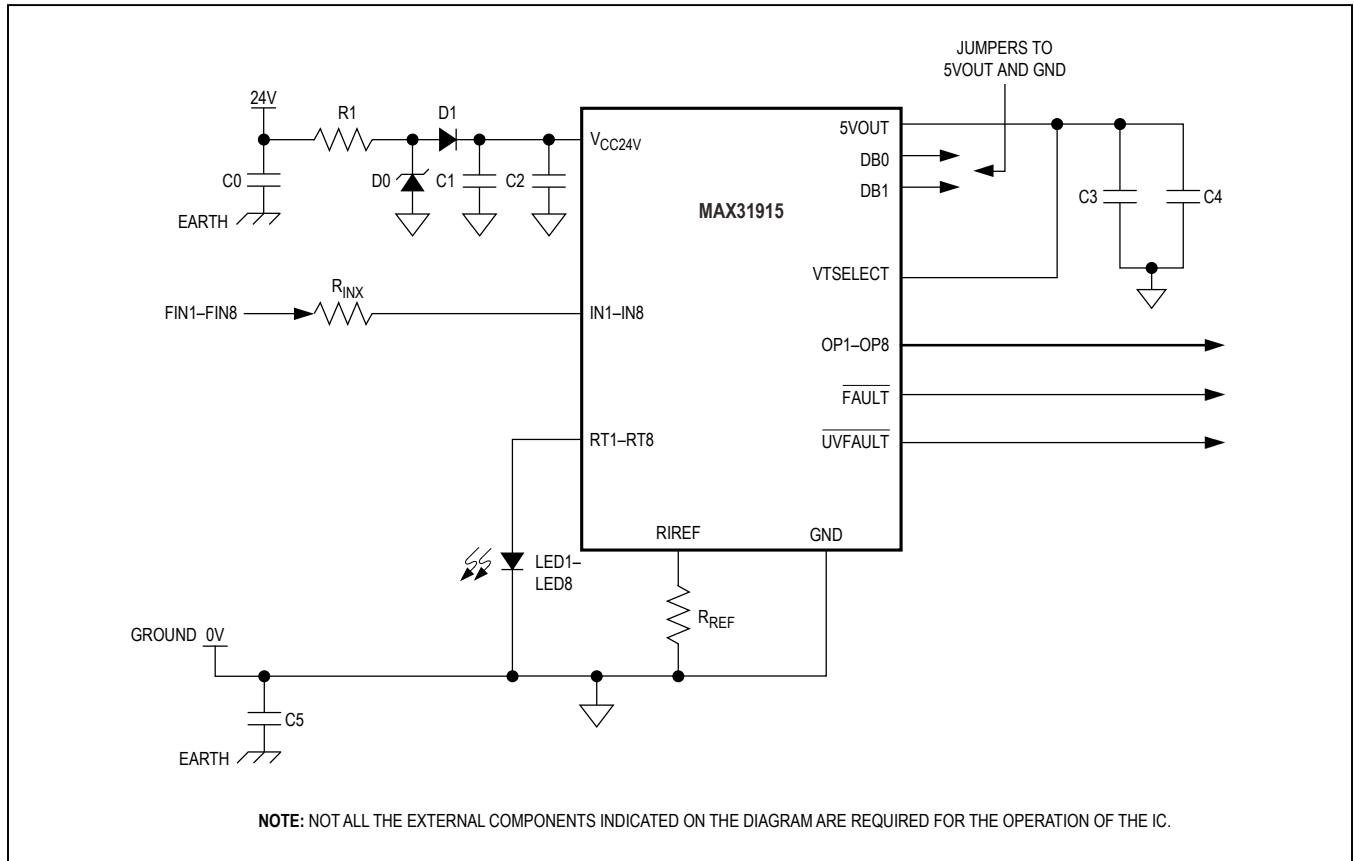 JUMPERS TO
5VOUT AND GND
24V
R1
D1
VCC24V
5VOUT
DB0
DB1
C0
D0
C1
C2
C3
C4
EARTH
MAX31915
VTSELECT
RINX
FIN1–FIN8
IN1–IN8
OP1–OP8
FAULT
RT1–RT8
UVFAULT
RIREF
GND
LED1–
LED8
RREF
GROUND 0V
C5
EARTH
NOTE: NOT ALL THE EXTERNAL COMPONENTS INDICATED ON THE DIAGRAM ARE REQUIRED FOR THE OPERATION OF THE IC.